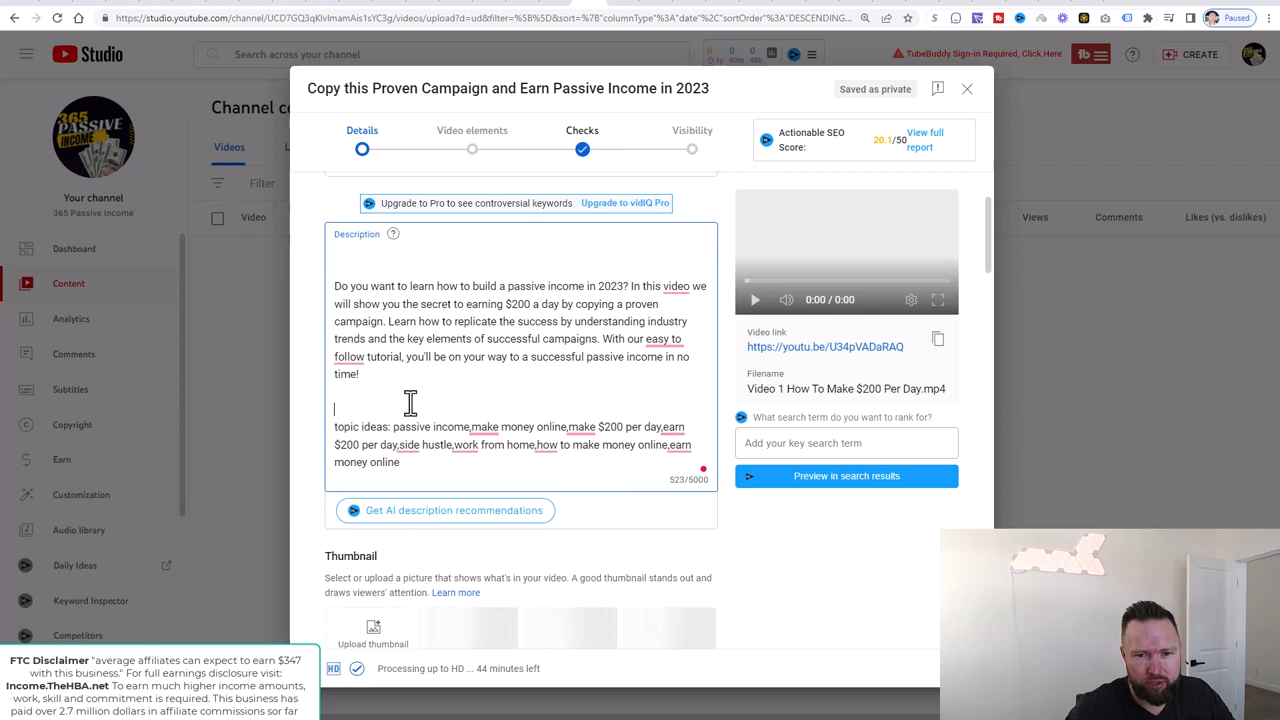 https://studio.youtube.com/channel/UCD7GQ3qKlvImamAis1sYC3g/videos/upload?d=ud&filter=%5B%5D&sort=%7B"columnType"%3A"date"%2C"sortOrder"%3A"DESCENDING...
Paused
Studio
Search across your channel
0 0 0
1y 60m 48h
TubeBuddy Sign-in Required, Click Here
CREATE
365
PASSIVE
INCOME
Your channel
365 Passive Income
Dashboard
Content
Analytics
Comments
Subtitles
Copyright
Earn
Customization
Audio library
Daily Ideas
Keyword Inspector
Competitors
Channel co
Videos
Filter
Video
Views
Comments
Likes (vs. dislikes)
Copy this Proven Campaign and Earn Passive Income in 2023
Saved as private
Details
Video elements
Checks
Visibility
Actionable SEO
Score:
20.1/50
View full
report
Upgrade to Pro to see controversial keywords Upgrade to vidIQ Pro
Description
Do you want to learn how to build a passive income in 2023? In this video we
will show you the secret to earning $200 a day by copying a proven
campaign. Learn how to replicate the success by understanding industry
trends and the key elements of successful campaigns. With our easy to
follow tutorial, you'll be on your way to a successful passive income in no
time!
topic ideas: passive income,make money online,make $200 per day,earn
$200 per day,side hustle,work from home,how to make money online,earn
money online
523/5000
Get AI description recommendations
Thumbnail
Select or upload a picture that shows what's in your video. A good thumbnail stands out and
draws viewers' attention. Learn more
Upload thumbnail
HD
Processing up to HD ... 44 minutes left
0:00 / 0:00
Video link
https://youtu.be/U34pVADaRAQ
Filename
Video 1 How To Make $200 Per Day.mp4
What search term do you want to rank for?
Add your key search term
Preview in search results
FTC Disclaimer "average affiliates can expect to earn $347
with this business." For full earnings disclosure visit:
Income.TheHBA.net To earn much higher income amounts,
work, skill and commitment is required. This business has
paid over 2.7 million dollars in affiliate commissions sor far